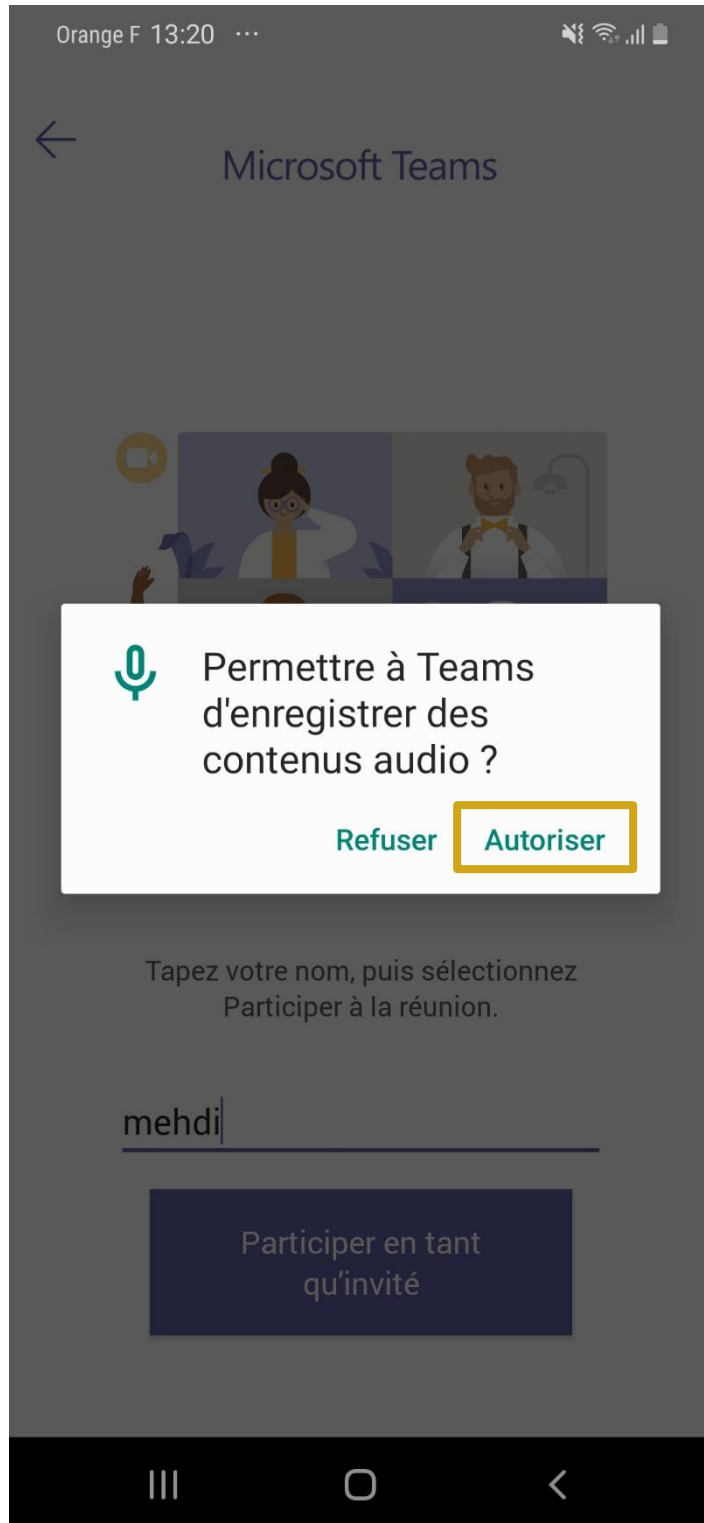 Orange F 13:20 ...
Microsoft Teams
Permettre à Teams
d'enregistrer des
contenus audio ?
Refuser Autoriser
Tapez votre nom, puis sélectionnez
Participer à la réunion.
mehdi
Participer en tant
qu'invité